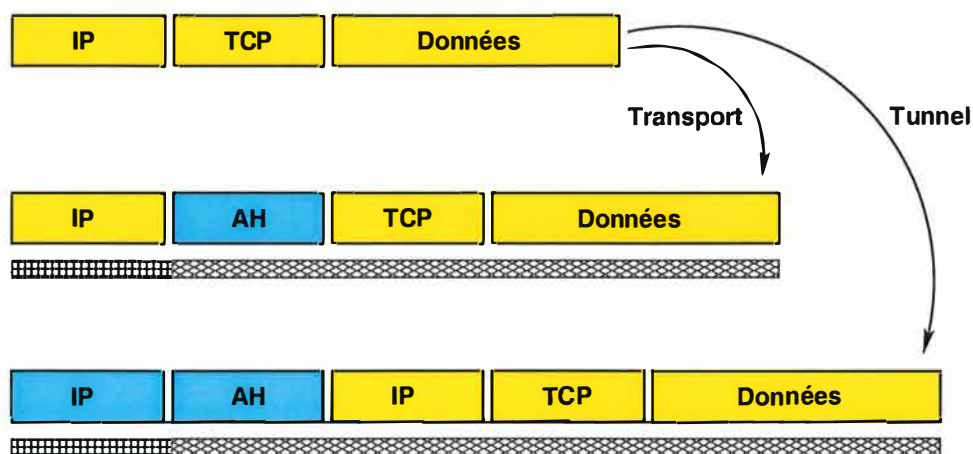 IP TCP Données
Transport Tunnel
IP AH TCP Données
IP AH IP TCP Données